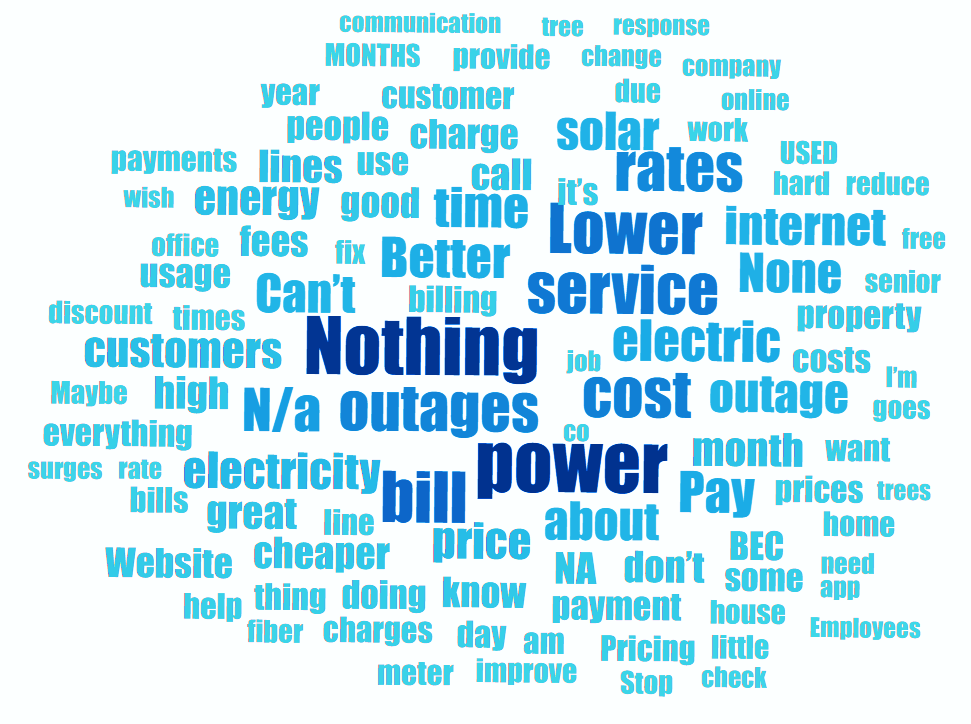 communication tree response
MONTHS provide change company
year customer due online
people charge solar work
payments lines use call rates USED
wish energy good time it's hard reduce
office fees fix Better Lower internet free
usage Can't billing service None senior
discount times Nothing electric property
customers job costs
Maybe high N/a outages cost outage I'm goes
everything co power month want
surges rate electricity bill Pay prices trees
bills great line price about home
Website cheaper NA don't BEC need
help thing doing know some app
payment house Employees
fiber charges day am Pricing little
meter improve Stop check